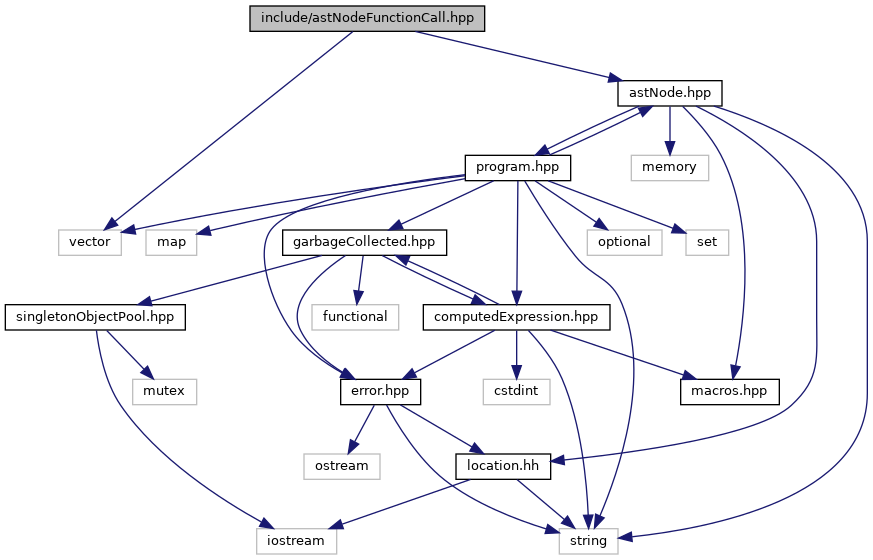 include/astNodeFunctionCall.hpp
astNode.hpp
program.hpp
memory
vector
map
garbageCollected.hpp
optional
set
singletonObjectPool.hpp
functional
computedExpression.hpp
mutex
error.hpp
cstdint
macros.hpp
ostream
location.hh
iostream
string